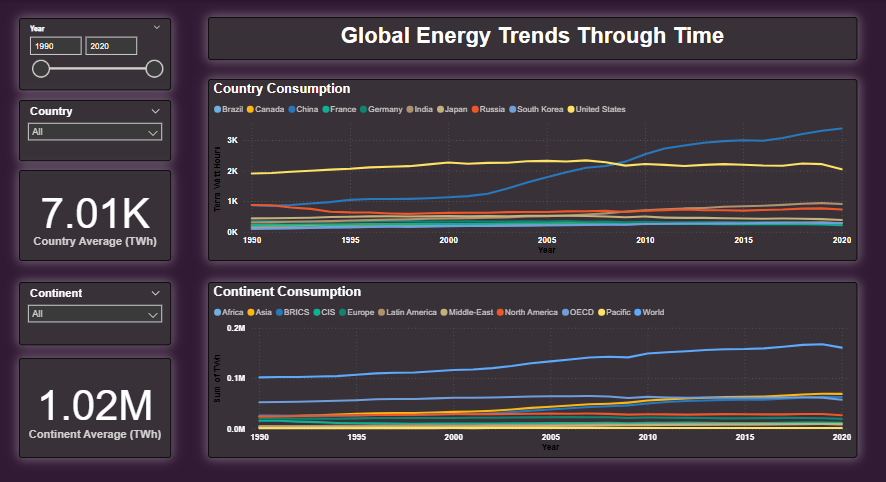 Year
1990 2020
Country
All
7.01K
Country Average (TWh)
Continent
All
1.02M
Continent Average (TWh)
Global Energy Trends Through Time
Country Consumption
Brazil Canada China France Germany India Japan Russia South Korea United States
Terra Watt Hours
3K
2K
1K
0K
1990 1995 2000 2005 2010 2015 2020
Year
Continent Consumption
Africa Asia BRICS CIS Europe Latin America Middle-East North America OECD Pacific World
Sum of TWh
0.2M
0.1M
0.0M
1990 1995 2000 2005 2010 2015 2020
Year